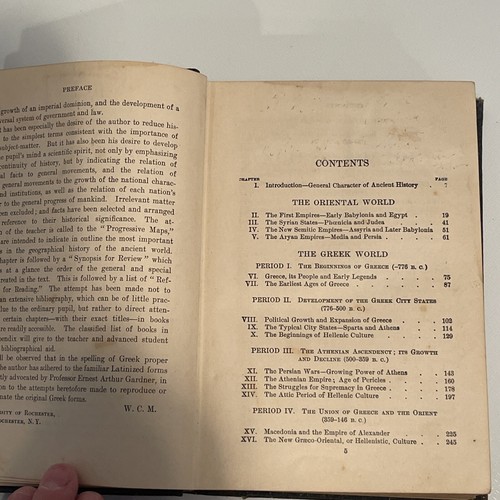 PREFACE
growth of an imperial dominion, and the development of a
versal system of government and law.
t has been especially the desire of the author to reduce his-
to the simplest terms consistent with the importance of
subject-matter. But it has also been his desire to develop
e pupil's mind a scientific spirit, not only by emphasizing
continuity of history, but by indicating the relation of
al facts to general movements, and the relation of
general movements to the growth of the national charac-
nd institutions, as well as the relation of each nation's
r to the general progress of mankind. Irrelevant matter
een excluded; and facts have been selected and arranged
reference to their historical significance. The at-
n of the teacher is called to the "Progressive Maps,"
are intended to indicate in outline the most important
es in the geographical history of the ancient world.
hapter is followed by a "Synopsis for Review" which
s at a glance the order of the general and special
treated in the text. This is followed by a list of "Ref-
for Reading." The attempt has been made not to
an extensive bibliography, which can be of little prac-
ue to the ordinary pupil, but rather to direct atten-
certain chapters—with their exact titles—in books
are readily accessible. The classified list of books in
endix will give to the teacher and advanced student
bibliographical aid.
ll be observed that in the spelling of Greek proper
he author has adhered to the familiar Latinized forms
tly advocated by Professor Ernest Arthur Gardner, in
on to the attempts heretofore made to reproduce or
nate the original Greek forms.
W. C. M.
SITY OF ROCHESTER,
OCHESTER, N.Y.
CONTENTS
CHAPTER PAGE
I. Introduction—General Character of Ancient History . 7
THE ORIENTAL WORLD
II. The First Empires—Early Babylonia and Egypt . 19
III. The Syrian States—Phœnicia and Judea . . 41
IV. The New Semitic Empires—Assyria and Later Babylonia 51
V. The Aryan Empires—Media and Persia . . . 61
THE GREEK WORLD
PERIOD I. THE BEGINNINGS OF GREECE (–776 B.C.)
VI. Greece, its People and Early Legends . . . 75
VII. The Earliest Ages of Greece . . . . 87
PERIOD II. DEVELOPMENT OF THE GREEK CITY STATES
(776–500 B.C.)
VIII. Political Growth and Expansion of Greece . . 102
IX. The Typical City States—Sparta and Athens . . 114
X. The Beginnings of Hellenic Culture . . . 129
PERIOD III. THE ATHENIAN ASCENDENCY; ITS GROWTH
AND DECLINE (500–359 B.C.)
XI. The Persian Wars—Growing Power of Athens . . 143
XII. The Athenian Empire; Age of Pericles . . . 160
XIII. The Struggles for Supremacy in Greece . . . 178
XIV. The Attic Period of Hellenic Culture . . . 197
PERIOD IV. THE UNION OF GREECE AND THE ORIENT
(359–146 B.C.)
XV. Macedonia and the Empire of Alexander . . . 225
XVI. The New Græco-Oriental, or Hellenistic, Culture . . 245
5